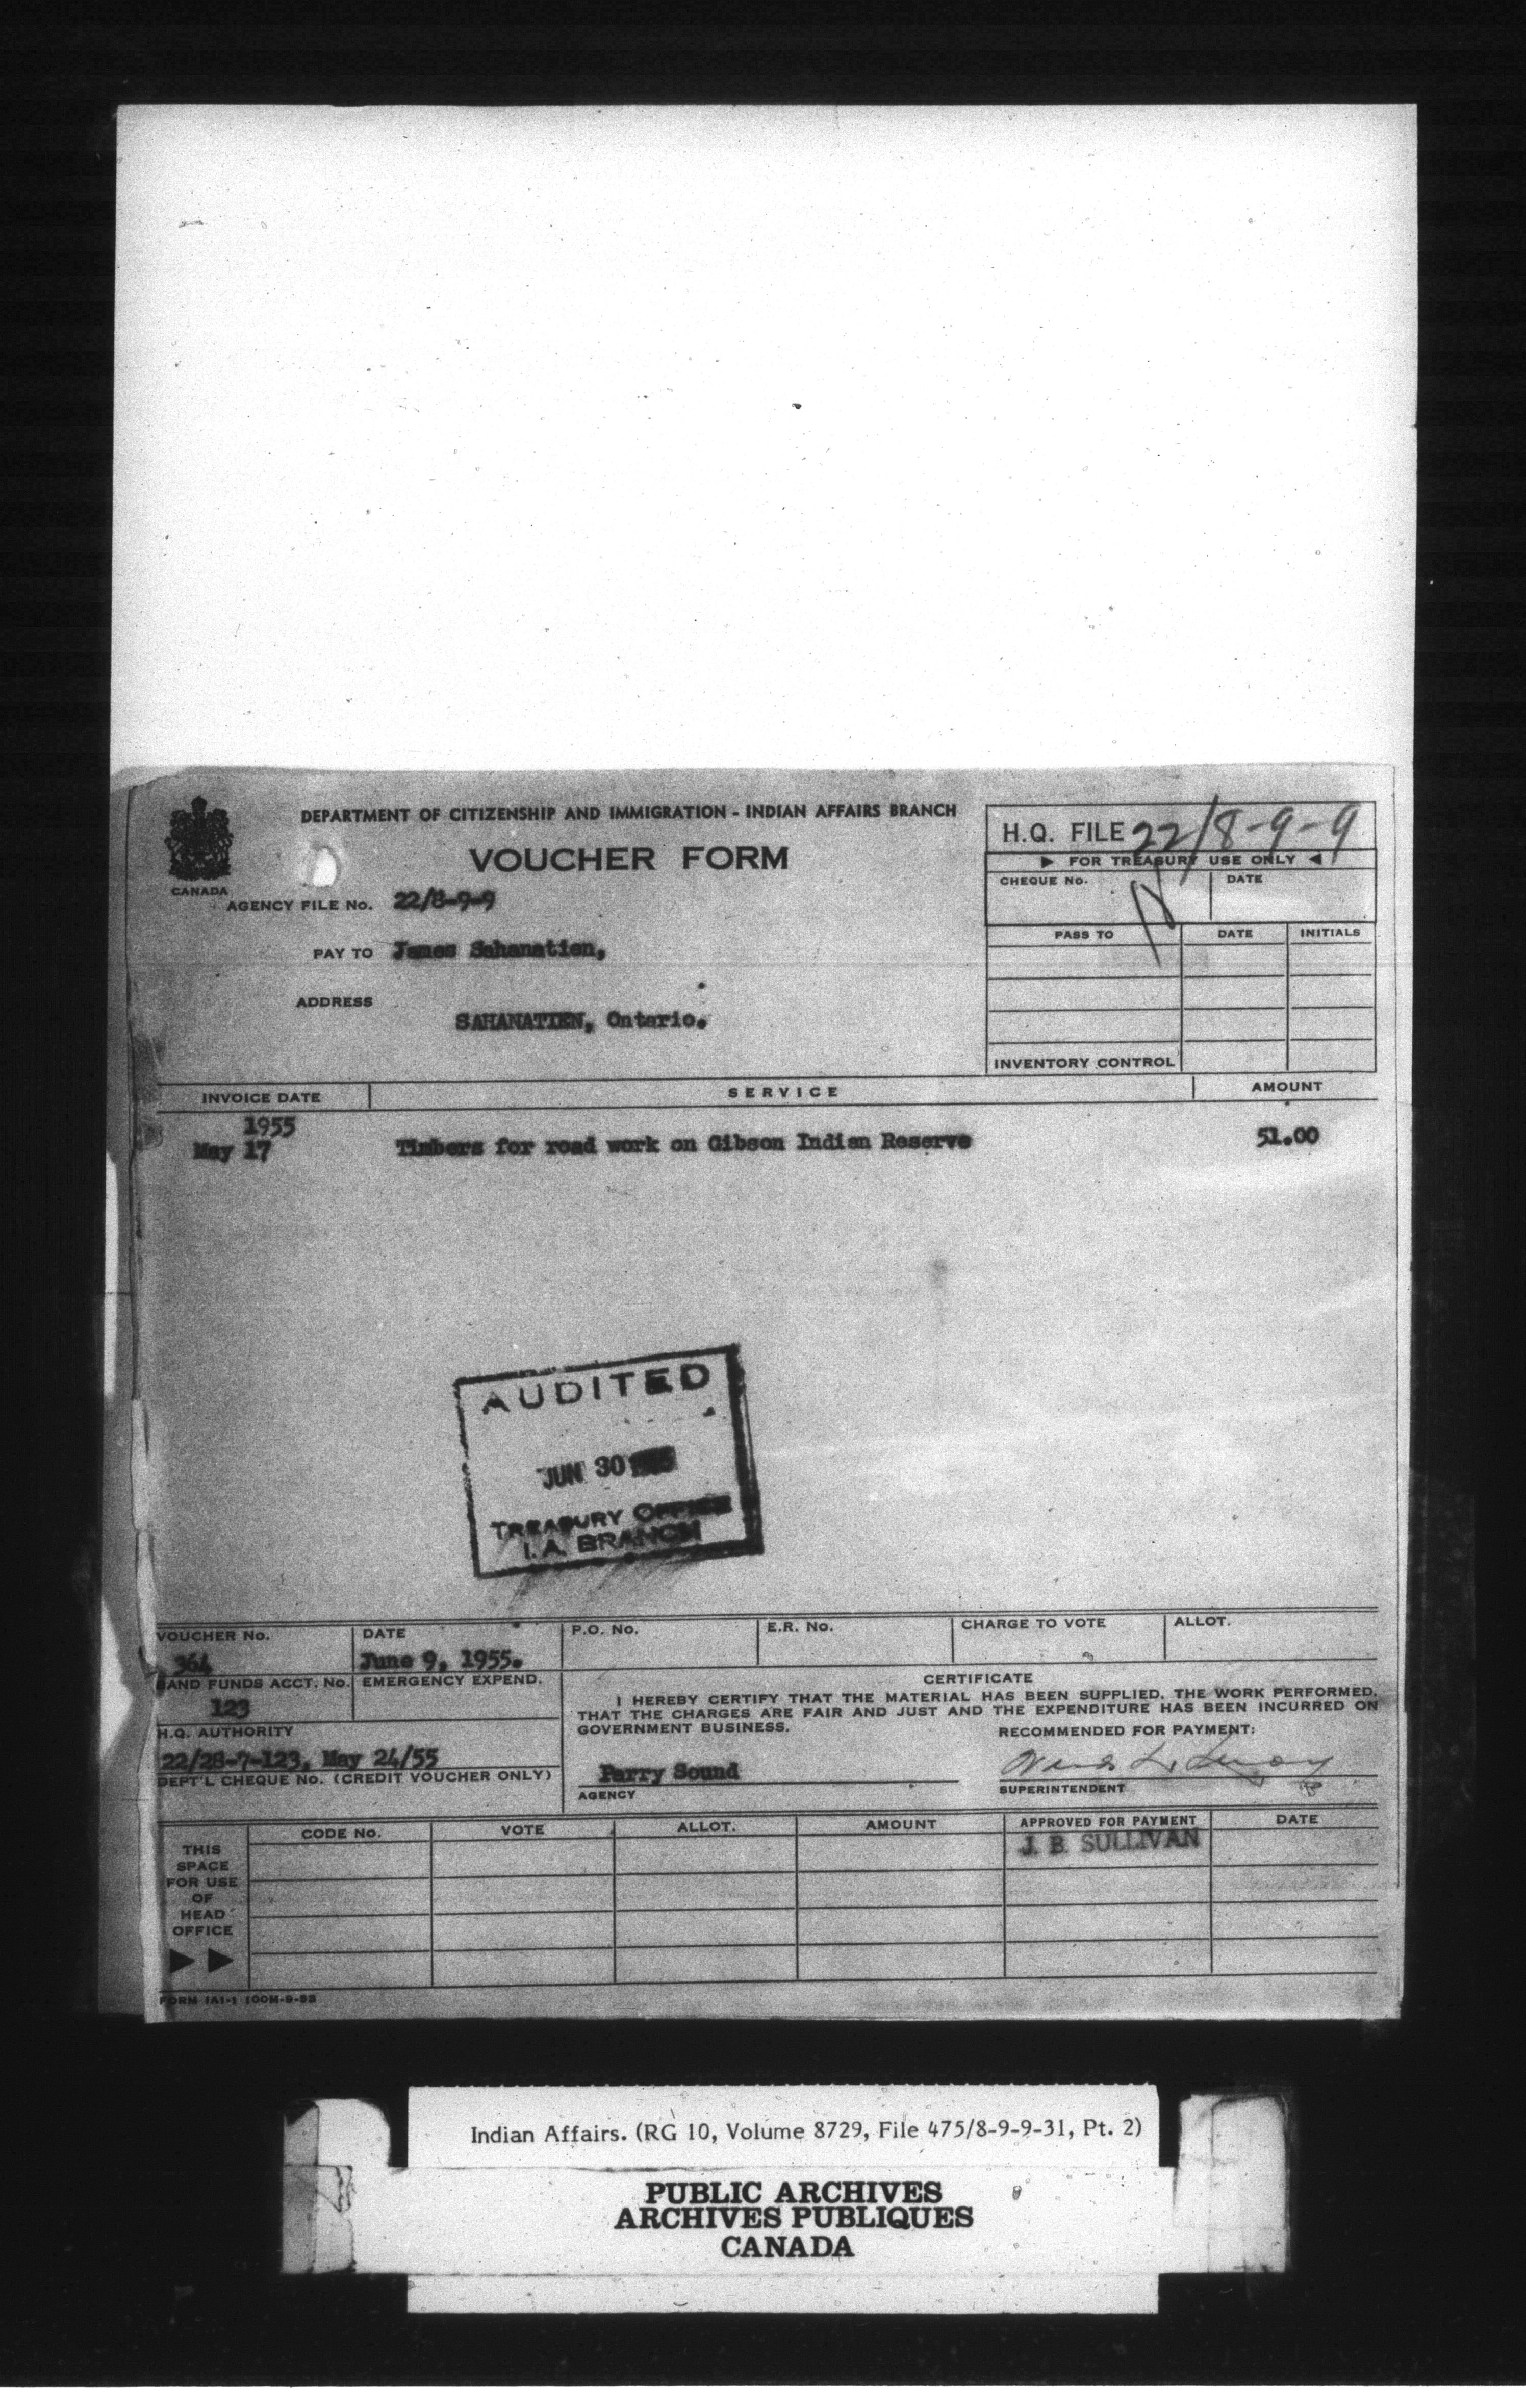 DEPARTMENT OF CITIZENSHIP AND IMMIGRATION - INDIAN AFFAIRS BRANCH
VOUCHER FORM
CANADA
H.Q. FILE 22/8-9-9
▶ FOR TREASURY USE ONLY ◀
CHEQUE No. DATE
AGENCY FILE No. 22/8-9-9
PASS TO DATE INITIALS
PAY TO James Sahanatien,
ADDRESS
SAHANATIEN, Ontario.
INVENTORY CONTROL
INVOICE DATE SERVICE AMOUNT
1955
May 17 Timbers for road work on Gibson Indian Reserve 51.00
AUDITED
JUN 30
TREASURY OFFICE
I.A. BRANCH
VOUCHER No. DATE P.O. No. E.R. No. CHARGE TO VOTE ALLOT.
364 June 9, 1955.
BAND FUNDS ACCT. No. EMERGENCY EXPEND.
123
CERTIFICATE
I HEREBY CERTIFY THAT THE MATERIAL HAS BEEN SUPPLIED, THE WORK PERFORMED,
THAT THE CHARGES ARE FAIR AND JUST AND THE EXPENDITURE HAS BEEN INCURRED ON
GOVERNMENT BUSINESS.
RECOMMENDED FOR PAYMENT:
H.Q. AUTHORITY
22/28-7-123, May 24/55
DEPT'L CHEQUE No. (CREDIT VOUCHER ONLY)
Parry Sound
AGENCY
SUPERINTENDENT
THIS
SPACE
FOR USE
OF
HEAD
OFFICE
▶ ▶
CODE No. VOTE ALLOT. AMOUNT APPROVED FOR PAYMENT DATE
J. B. SULLIVAN
FORM IA1-1 100M-9-53
Indian Affairs. (RG 10, Volume 8729, File 475/8-9-9-31, Pt. 2)
PUBLIC ARCHIVES
ARCHIVES PUBLIQUES
CANADA